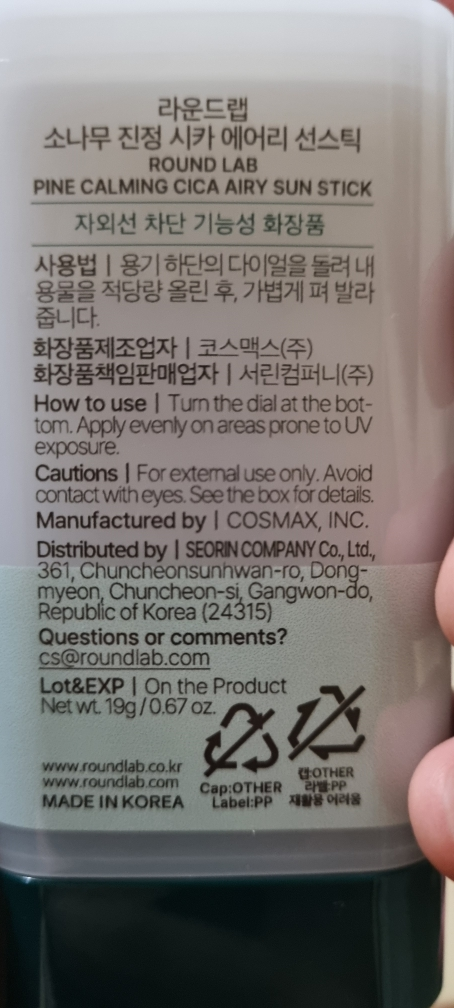 라운드랩
소나무 진정 시카 에어리 선스틱
ROUND LAB
PINE CALMING CICA AIRY SUN STICK
자외선 차단 기능성 화장품
사용법 | 용기 하단의 다이얼을 돌려 내
용물을 적당량 올린 후, 가볍게 펴 발라
줍니다.
화장품제조업자 | 코스맥스(주)
화장품책임판매업자 | 서린컴퍼니(주)
How to use | Turn the dial at the bot-
tom. Apply evenly on areas prone to UV
exposure.
Cautions | For external use only. Avoid
contact with eyes. See the box for details.
Manufactured by | COSMAX, INC.
Distributed by | SEORIN COMPANY Co., Ltd.,
361, Chuncheonsunhwan-ro, Dong-
myeon, Chuncheon-si, Gangwon-do,
Republic of Korea (24315)
Questions or comments?
cs@roundlab.com
Lot&EXP | On the Product
Net wt. 19g / 0.67 oz.
www.roundlab.co.kr
www.roundlab.com
MADE IN KOREA
Cap:OTHER
Label:PP
캡:OTHER
라벨:PP
재활용 어려움